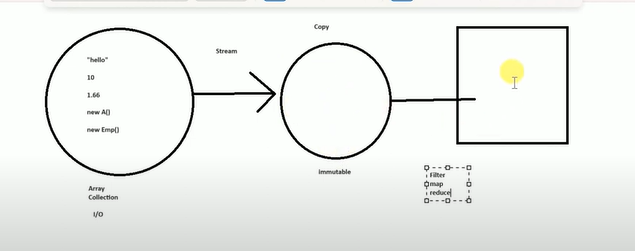 Copy
Stream
"hello"
10
1.66
new A()
new Emp()
immutable
Filter
map
reduce
Array
Collection
I/O